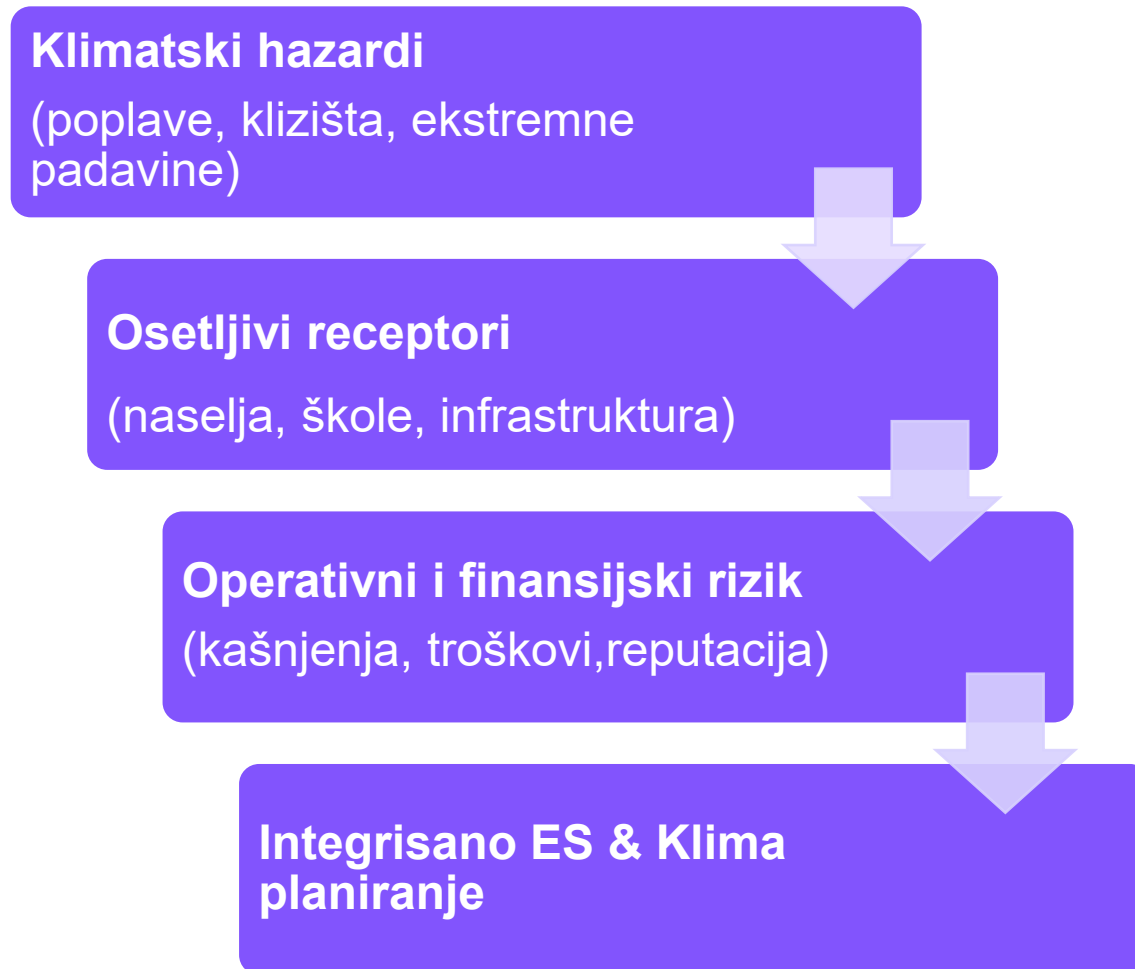 Klimatski hazardi
(poplave, klizišta, ekstremne
padavine)
Osetljivi receptori
(naselja, škole, infrastruktura)
Operativni i finansijski rizik
(kašnjenja, troškovi,reputacija)
Integrisano ES & Klima
planiranje